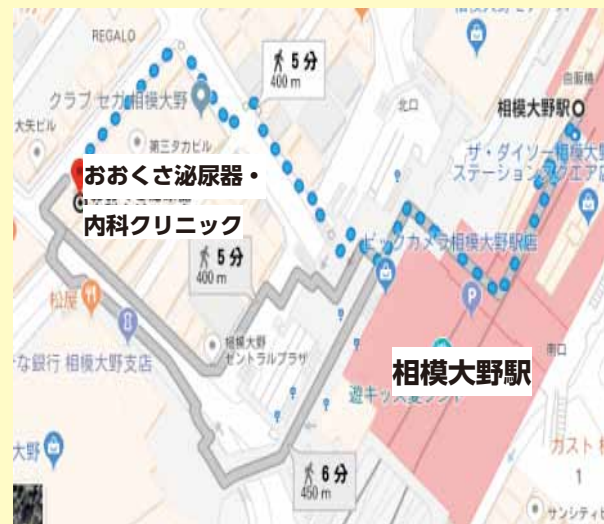 REGALO
5 分
400 m
クラブ セガ 相模大野
大矢ビル
第三タカビル
おおくさ泌尿器・
内科クリニック
北口
相模大野駅
ザ・ダイソー相模大野
ステーションスクエア店
ビックカメラ相模大野駅店
P
5 分
400 m
松屋
相模大野
セントラルプラザ
な銀行 相模大野支店
相模大野駅
南口
大野
6 分
450 m
ガスト 相
1
サンシティビ